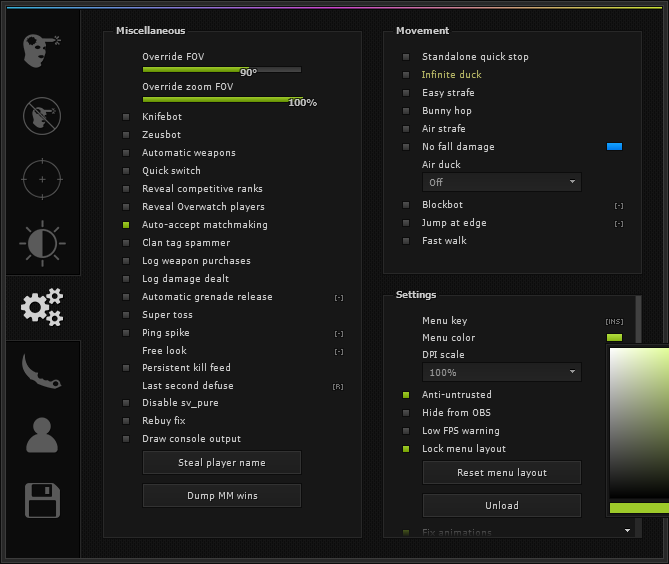 Miscellaneous
Override FOV
90°
Override zoom FOV
100%
Knifebot
Zeusbot
Automatic weapons
Quick switch
Reveal competitive ranks
Reveal Overwatch players
Auto-accept matchmaking
Clan tag spammer
Log weapon purchases
Log damage dealt
Automatic grenade release [-]
Super toss
Ping spike [-]
Free look [-]
Persistent kill feed
Last second defuse [R]
Disable sv_pure
Rebuy fix
Draw console output
Steal player name
Dump MM wins
Movement
Standalone quick stop
Infinite duck
Easy strafe
Bunny hop
Air strafe
No fall damage
Air duck
Off
Blockbot [-]
Jump at edge [-]
Fast walk
Settings
Menu key [INS]
Menu color
DPI scale
100%
Anti-untrusted
Hide from OBS
Low FPS warning
Lock menu layout
Reset menu layout
Unload
Fix animations